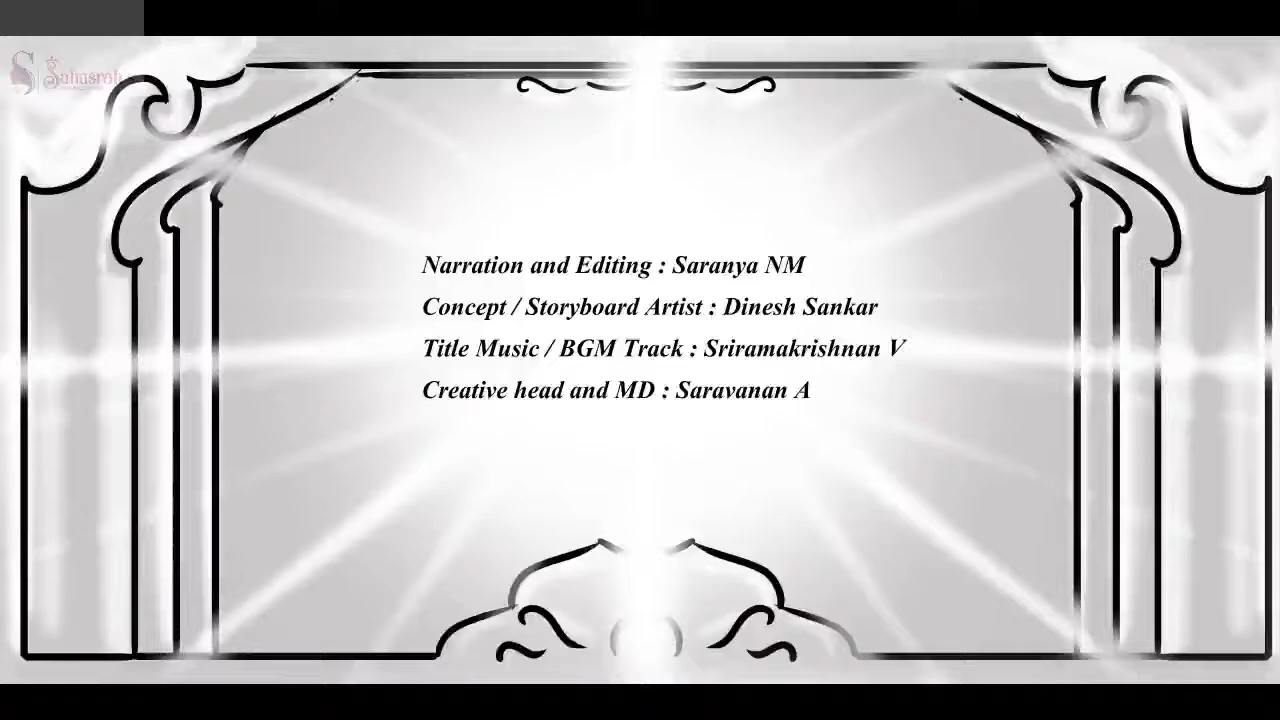 Sahasrah
Narration and Editing : Saranya NM
Concept / Storyboard Artist : Dinesh Sankar
Title Music / BGM Track : Sriramakrishnan V
Creative head and MD : Saravanan A